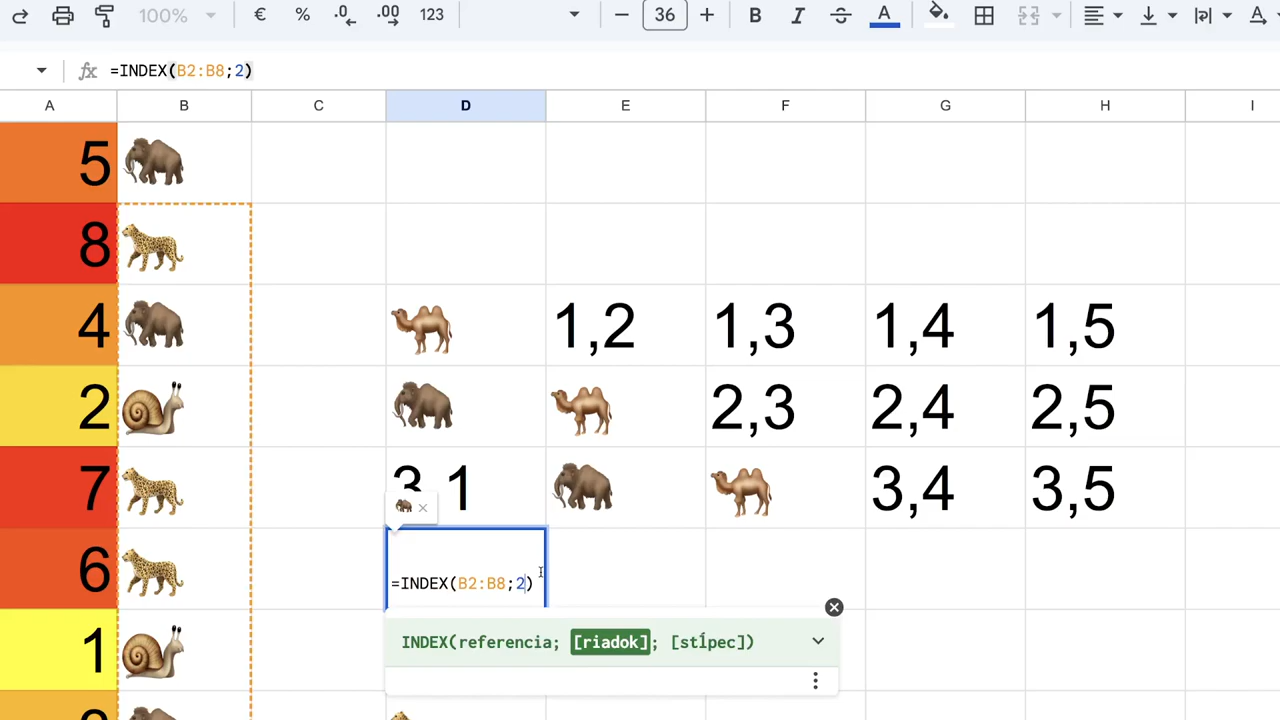 100% € % .0 .00 123 36 B I A A
fx =INDEX(B2:B8;2)
A B C D E F G H I
5
8
4 1,2 1,3 1,4 1,5
2 2,3 2,4 2,5
7 3,4 3,5
6 =INDEX(B2:B8;2)
INDEX(referencia; [riadok]; [stĺpec])
1